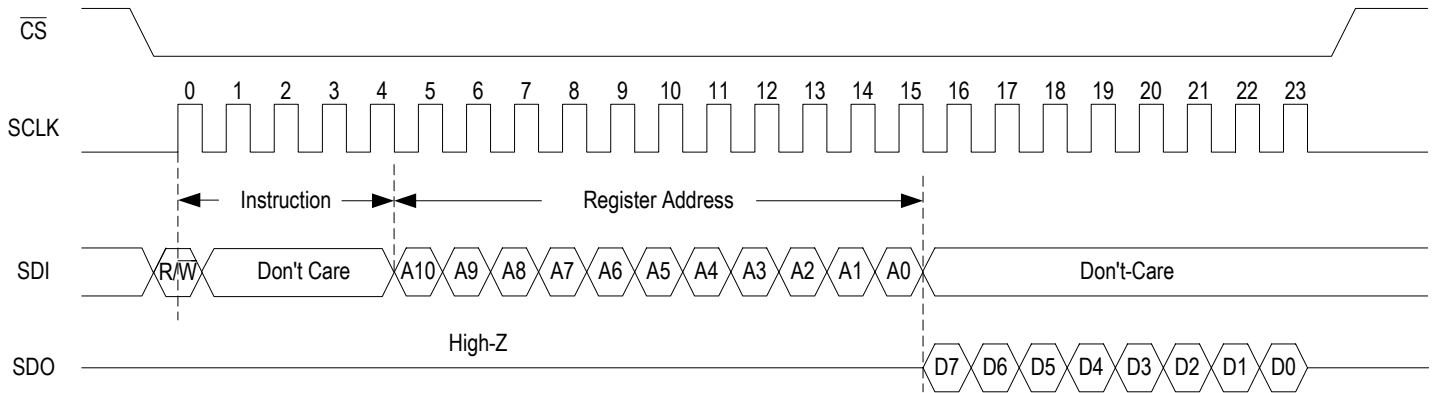 CS
0 1 2 3 4 5 6 7 8 9 10 11 12 13 14 15 16 17 18 19 20 21 22 23
SCLK
Instruction Register Address
SDI R/W Don't Care A10 A9 A8 A7 A6 A5 A4 A3 A2 A1 A0 Don't-Care
High-Z
SDO D7 D6 D5 D4 D3 D2 D1 D0